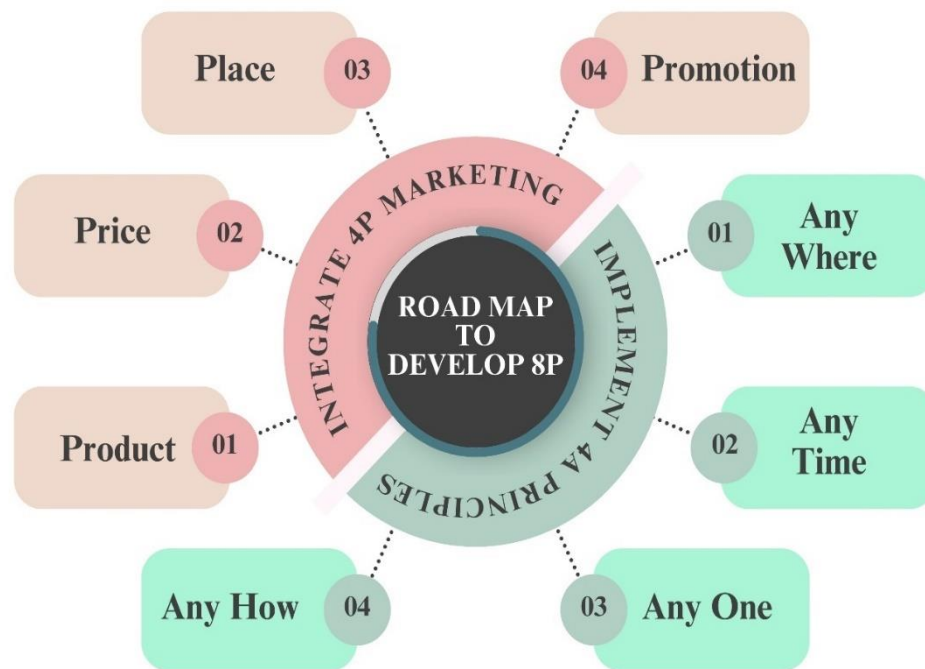 ROAD MAP
TO
DEVELOP 8P
INTEGRATE 4P MARKETING
01
Product
02
Price
03
Place
04
Promotion
IMPLEMENT 4A PRINCIPLES
01
Any
Where
02
Any
Time
03
Any One
04
Any How